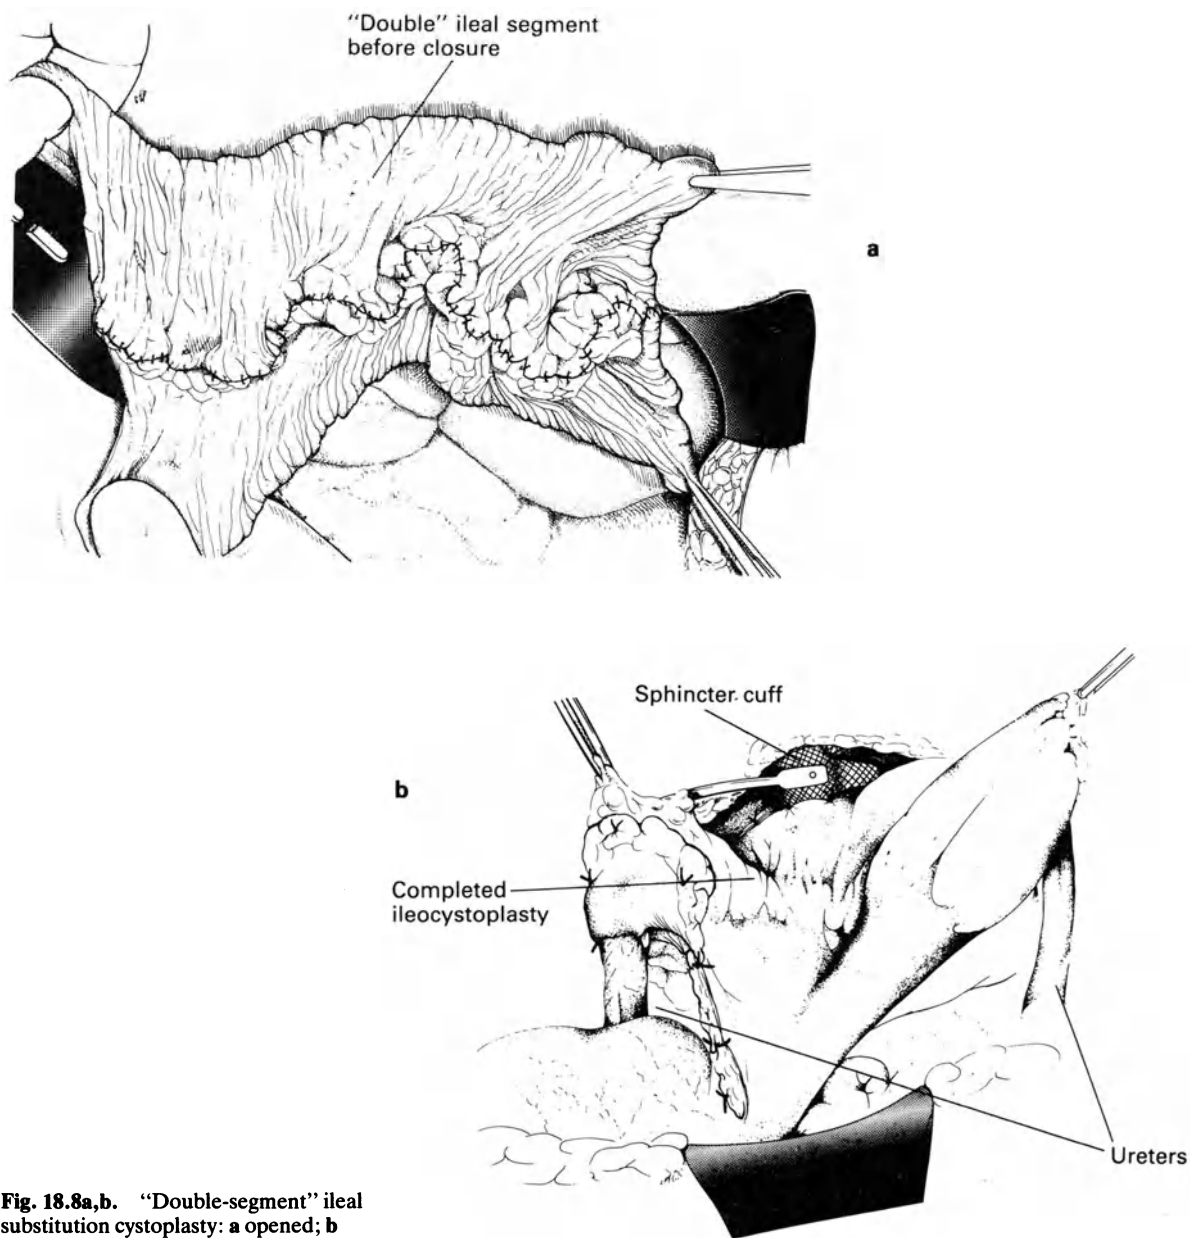 "Double" ileal segment
before closure
a
Sphincter cuff
b
Completed
ileocystoplasty
Ureters
Fig. 18.8a,b. "Double-segment" ileal
substitution cystoplasty: a opened; b